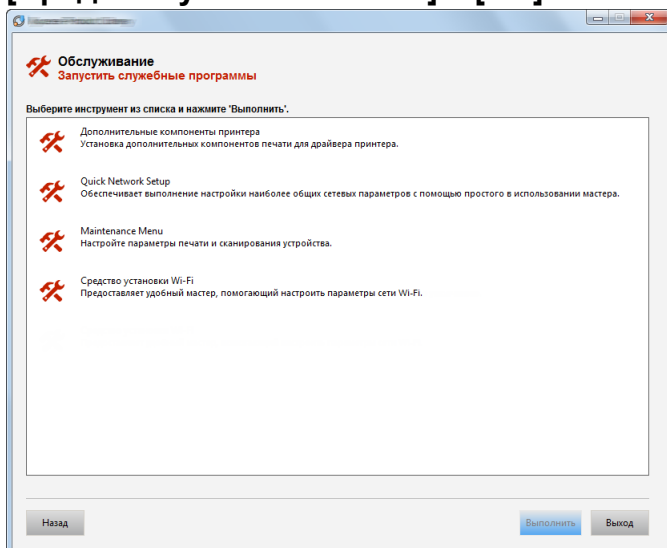 Обслуживание
Запустить служебные программы
Выберите инструмент из списка и нажмите 'Выполнить'.
Дополнительные компоненты принтера
Установка дополнительных компонентов печати для драйвера принтера.
Quick Network Setup
Обеспечивает выполнение настройки наиболее общих сетевых параметров с помощью простого в использовании мастера.
Maintenance Menu
Настройте параметры печати и сканирования устройства.
Средство установки Wi-Fi
Предоставляет удобный мастер, помогающий настроить параметры сети Wi-Fi.
Назад Выполнить Выход